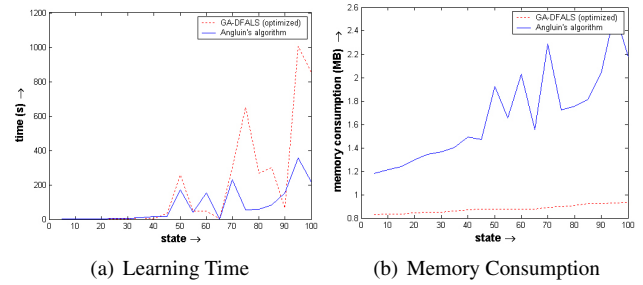 1200
1000
800
600
400
200
0
0 10 20 30 40 50 60 70 80 90 100
time (s) →
state →
GA-DFALS (optimized)
Angluin's algorithm
(a) Learning Time
2.6
2.4
2.2
2
1.8
1.6
1.4
1.2
1
0.8
0 10 20 30 40 50 60 70 80 90 100
memory consumption (MB) →
state →
GA-DFALS (optimized)
Angluin's algorithm
(b) Memory Consumption